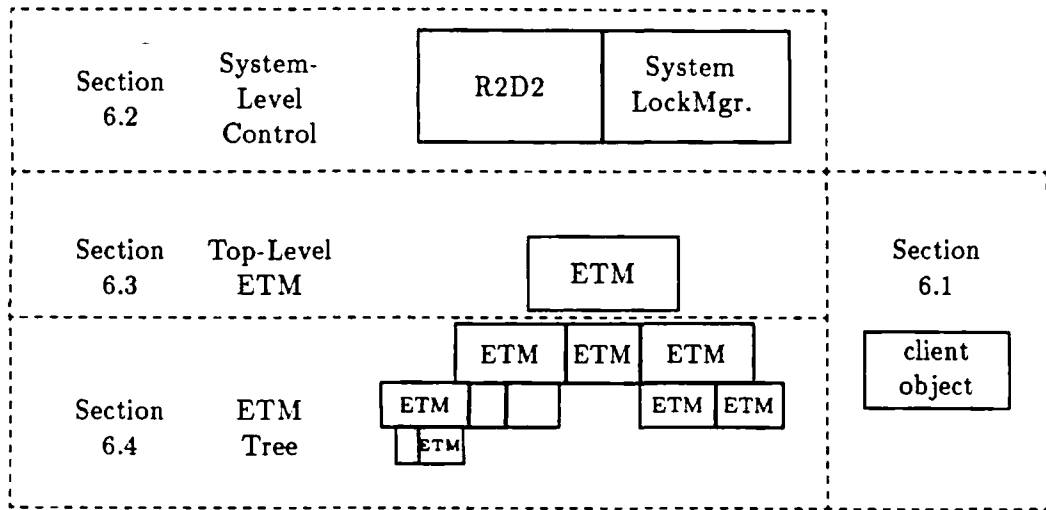 Section
6.2
System-
Level
Control
R2D2
System
LockMgr.
Section
6.3
Top-Level
ETM
ETM
Section
6.1
client
object
Section
6.4
ETM
Tree
ETM
ETM
ETM
ETM
ETM
ETM
ETM